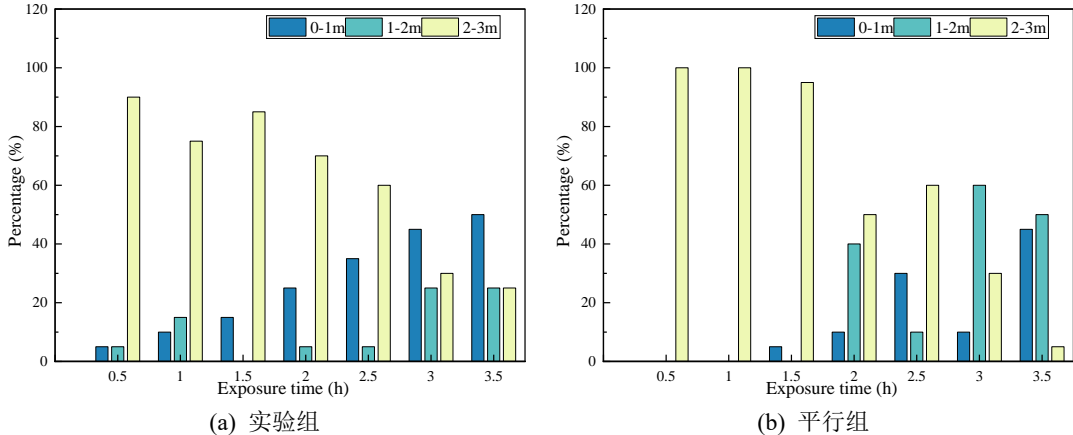 120
100
80
60
40
20
0
Percentage (%)
0-1m 1-2m 2-3m
0.5 1 1.5 2 2.5 3 3.5
Exposure time (h)
(a) 实验组
120
100
80
60
40
20
0
Percentage (%)
0-1m 1-2m 2-3m
0.5 1 1.5 2 2.5 3 3.5
Exposure time (h)
(b) 平行组